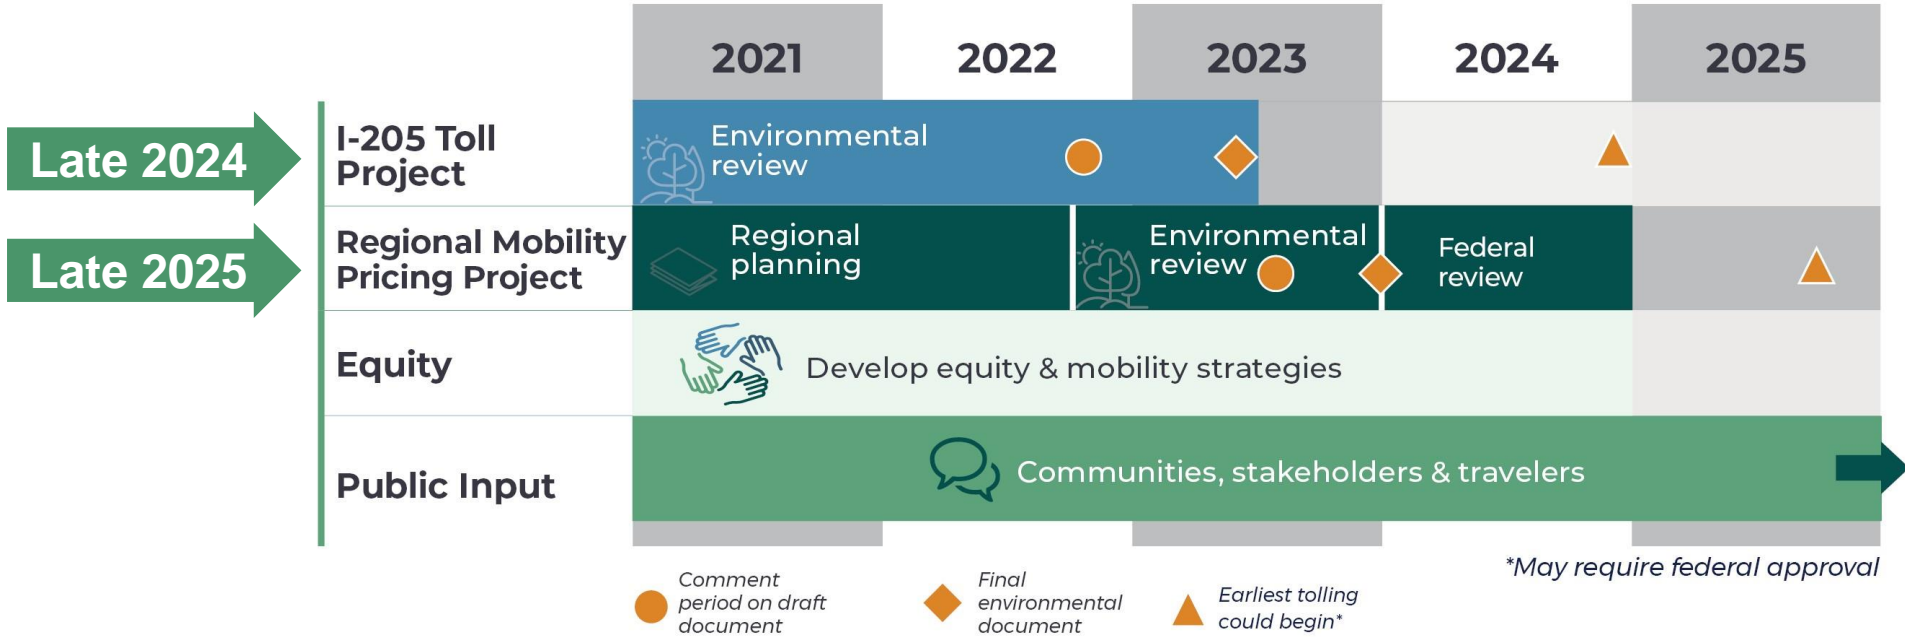 2021
2022
2023
2024
2025
Late 2024
I-205 Toll
Project
Environmental
review
Late 2025
Regional Mobility
Pricing Project
Regional
planning
Environmental
review
Federal
review
Equity
Develop equity & mobility strategies
Public Input
Communities, stakeholders & travelers
*May require federal approval
Comment
period on draft
document
Final
environmental
document
Earliest tolling
could begin*